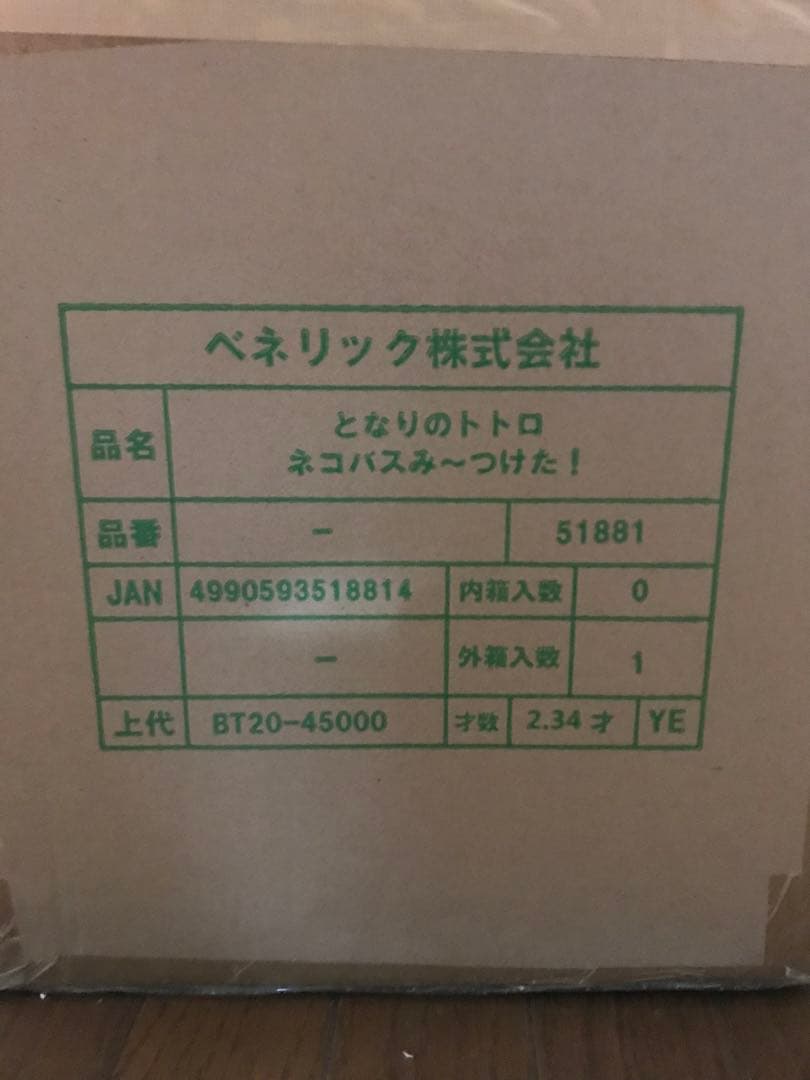 ベネリック株式会社
品名 となりのトトロ
ネコバスみ～つけた！
品番 － 51881
JAN 4990593518814 内箱入数 0
－ 外箱入数 1
上代 BT20-45000 才数 2.34 才 YE